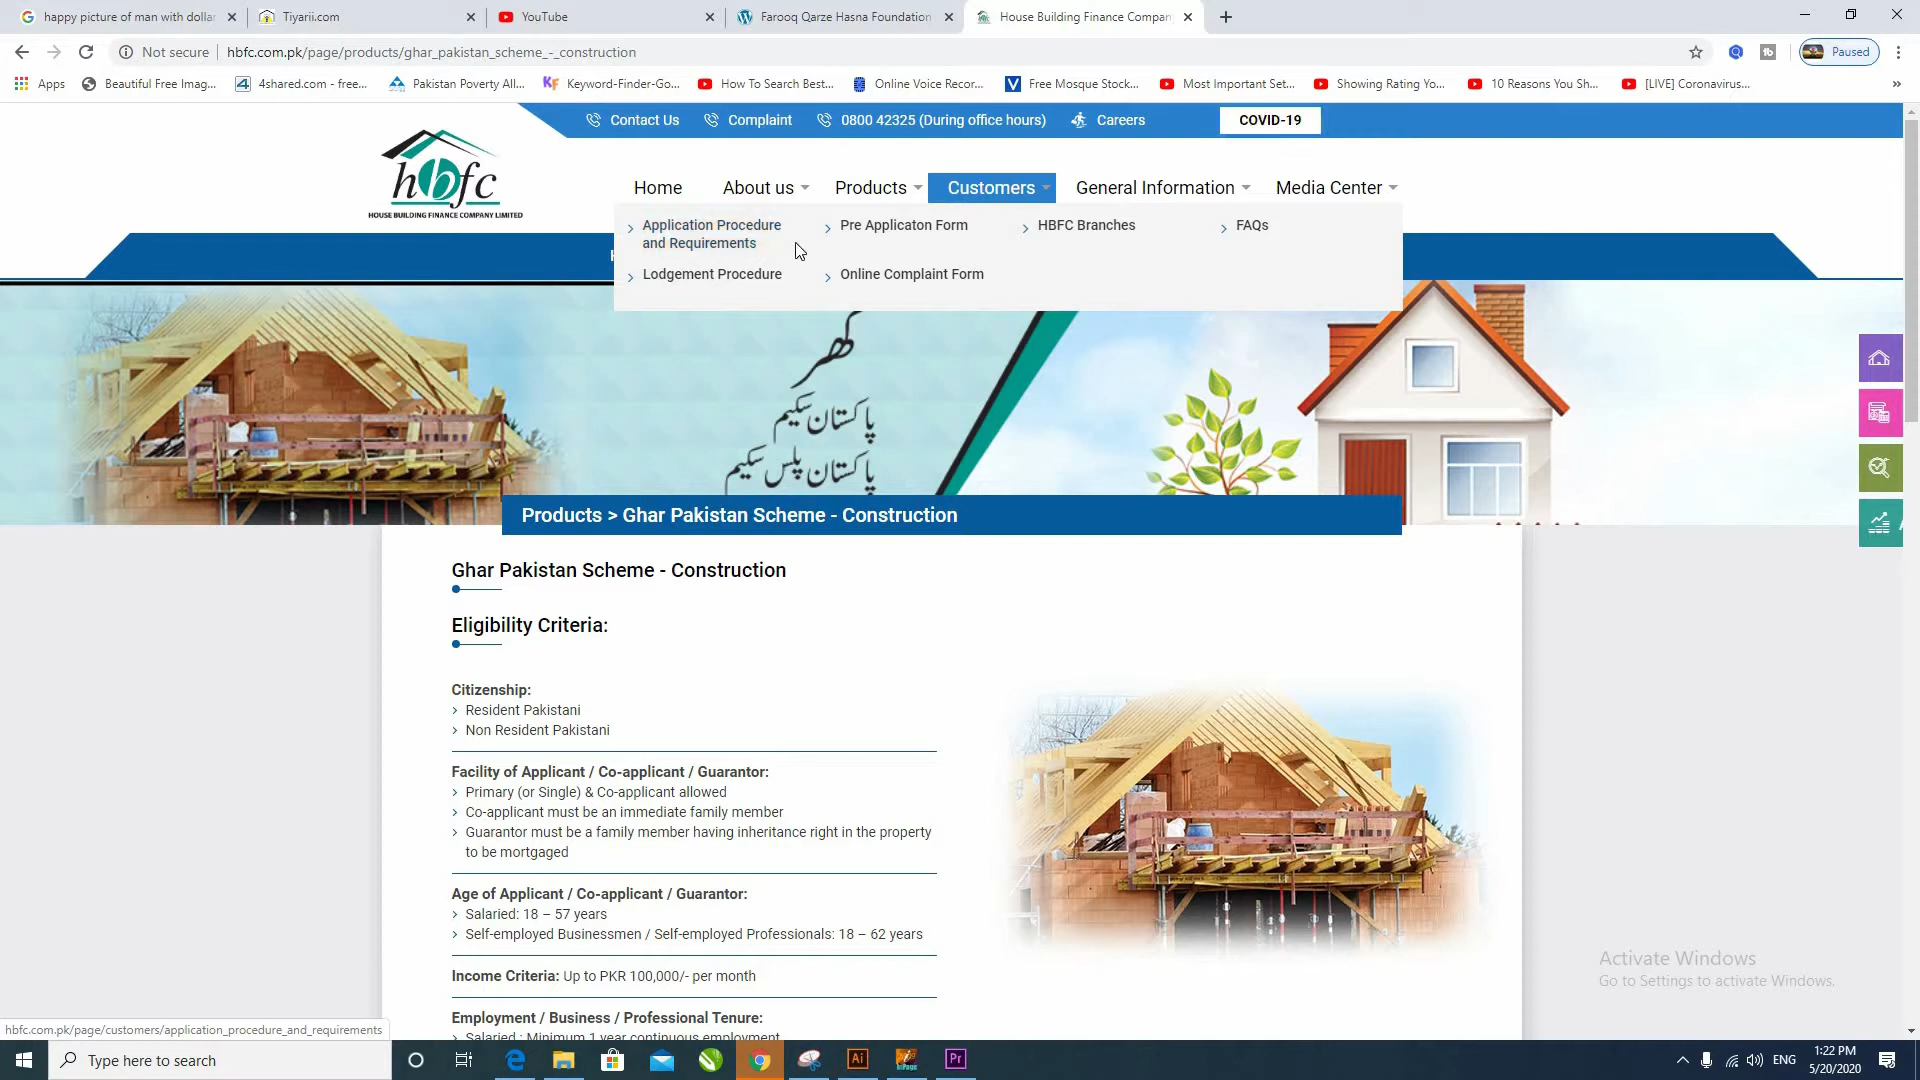 happy picture of man with dollar
Tiyarii.com
YouTube
Farooq Qarze Hasna Foundation
House Building Finance Compan
Not secure
hbfc.com.pk/page/products/ghar_pakistan_scheme_-_construction
Paused
Apps
Beautiful Free Imag...
4shared.com - free...
Pakistan Poverty All...
Keyword-Finder-Go...
How To Search Best...
Online Voice Recor...
Free Mosque Stock...
Most Important Set...
Showing Rating Yo...
10 Reasons You Sh...
[LIVE] Coronavirus...
Contact Us
Complaint
0800 42325 (During office hours)
Careers
COVID-19
hbfc
HOUSE BUILDING FINANCE COMPANY LIMITED
Home
About us
Products
Customers
General Information
Media Center
Application Procedure
and Requirements
Pre Applicaton Form
HBFC Branches
FAQs
Lodgement Procedure
Online Complaint Form
گھر
پاکستان سکیم
پاکستان پلس سکیم
Products > Ghar Pakistan Scheme - Construction
Ghar Pakistan Scheme - Construction
Eligibility Criteria:
Citizenship:
Resident Pakistani
Non Resident Pakistani
Facility of Applicant / Co-applicant / Guarantor:
Primary (or Single) & Co-applicant allowed
Co-applicant must be an immediate family member
Guarantor must be a family member having inheritance right in the property
to be mortgaged
Age of Applicant / Co-applicant / Guarantor:
Salaried: 18 – 57 years
Self-employed Businessmen / Self-employed Professionals: 18 – 62 years
Income Criteria: Up to PKR 100,000/- per month
Employment / Business / Professional Tenure:
Salaried : Minimum 1 year continuous employment
Activate Windows
Go to Settings to activate Windows.
hbfc.com.pk/page/customers/application_procedure_and_requirements
Type here to search
Ai
Pr
ENG
1:22 PM
5/20/2020